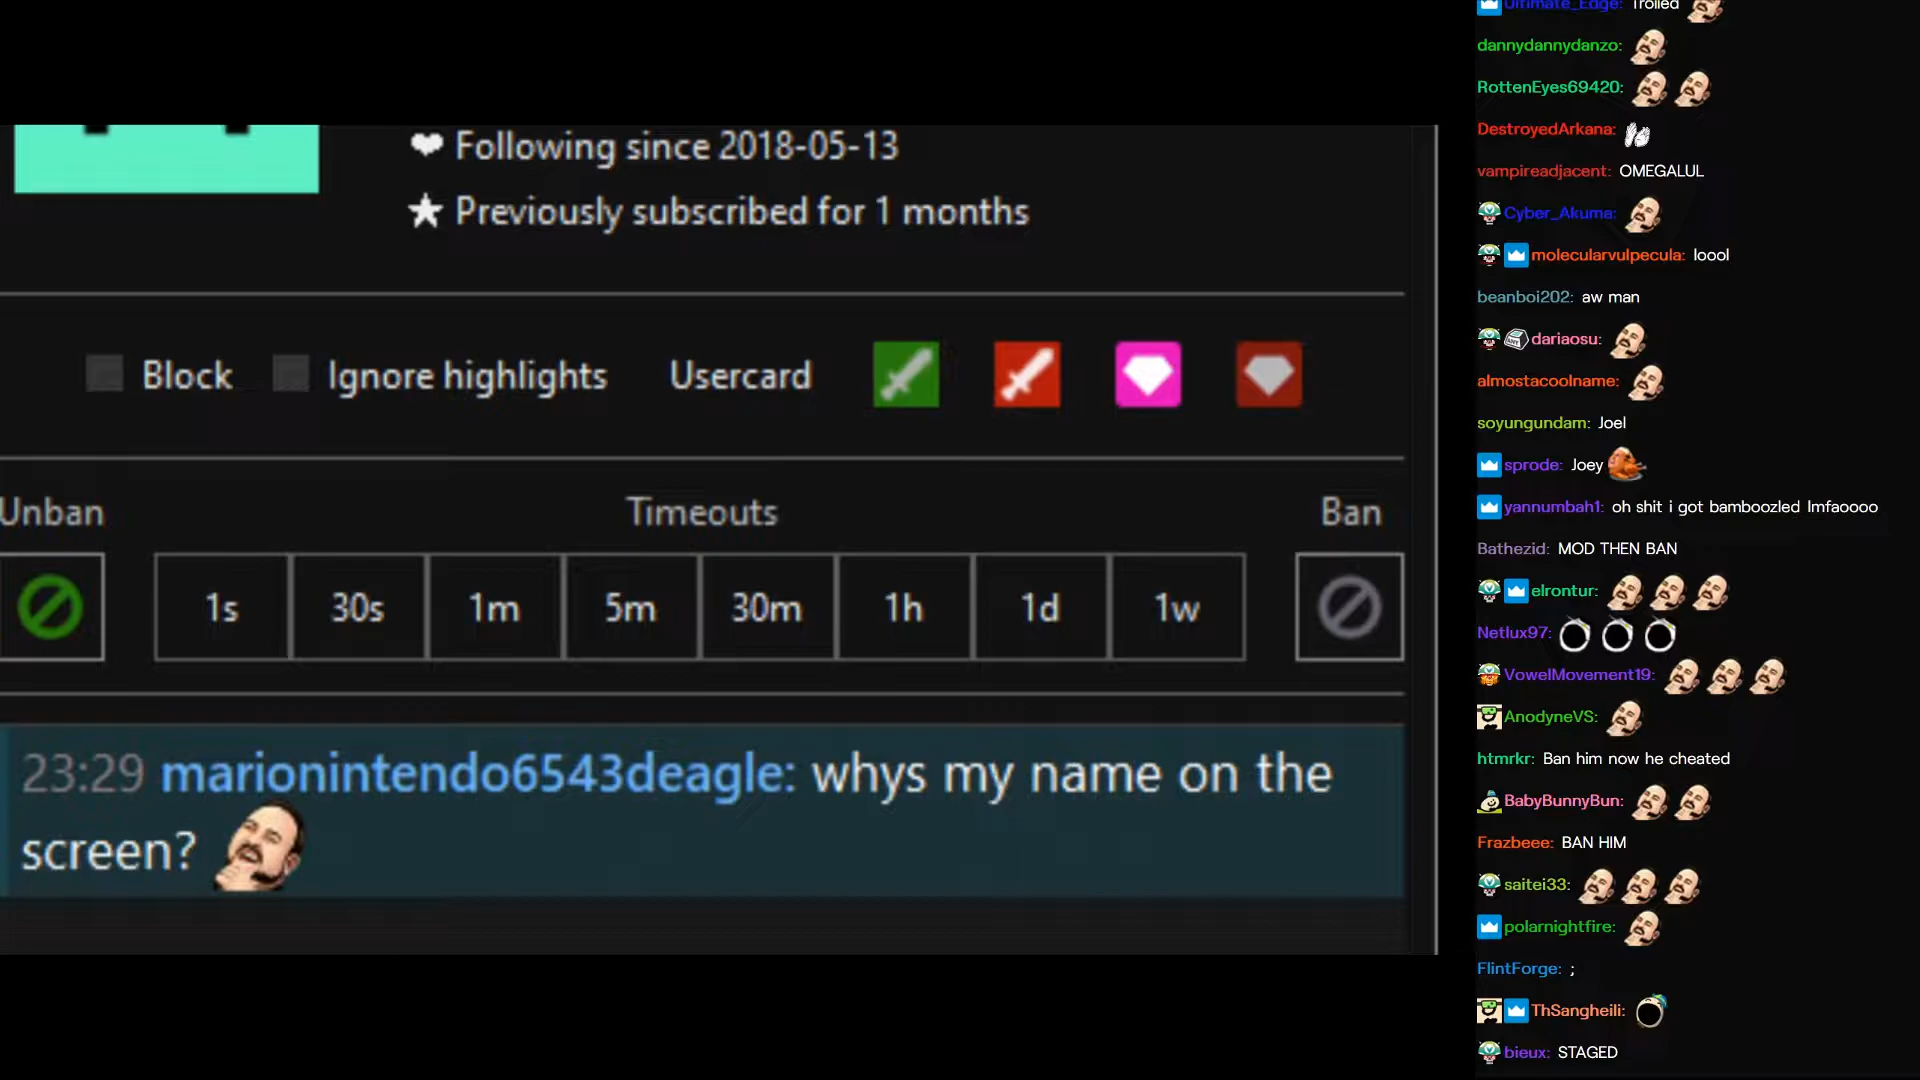 Following since 2018-05-13
Previously subscribed for 1 months
Block
Ignore highlights
Usercard
Unban
Timeouts
Ban
1s
30s
1m
5m
30m
1h
1d
1w
23:29 marionintendo6543deagle: whys my name on the
screen?
Ultimate_Edge: Trolled
dannydannydanzo:
RottenEyes69420:
DestroyedArkana:
vampireadjacent: OMEGALUL
Cyber_Akuma:
molecularvulpecula: loool
beanboi202: aw man
dariaosu:
almostacoolname:
soyungundam: Joel
sprode: Joey
yannumbah1: oh shit i got bamboozled lmfaoooo
Bathezid: MOD THEN BAN
elrontur:
Netlux97:
VowelMovement19:
AnodyneVS:
htmrkr: Ban him now he cheated
BabyBunnyBun:
Frazbeee: BAN HIM
saitei33:
polarnightfire:
FlintForge: ;
ThSangheili:
bieux: STAGED